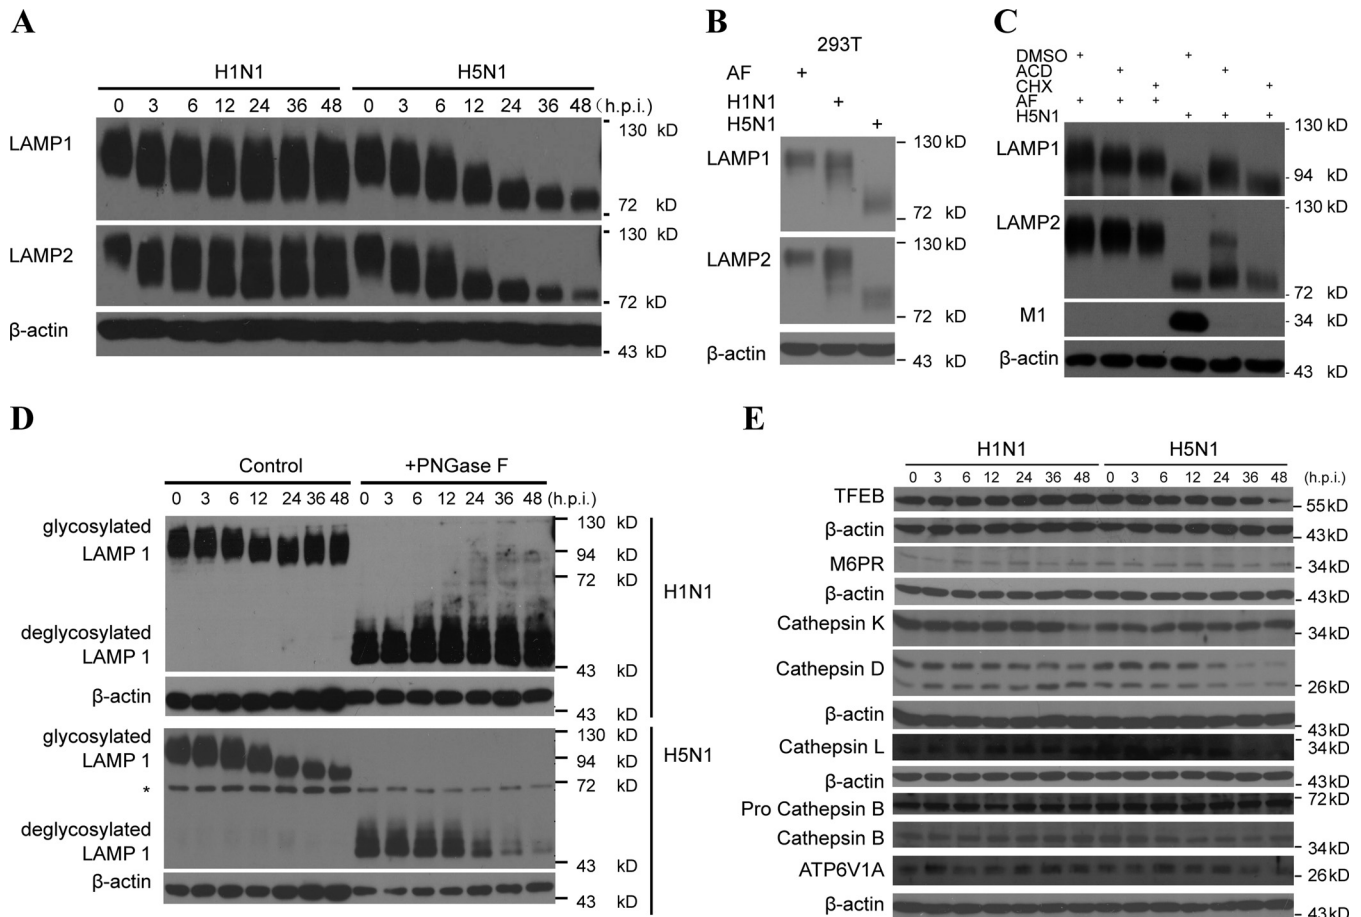 A
H1N1 H5N1
0 3 6 12 24 36 48 0 3 6 12 24 36 48 (h.p.i.)
LAMP1
130 kD
72 kD
LAMP2
130 kD
72 kD
β-actin
43 kD
B
293T
AF +
H1N1 +
H5N1 +
LAMP1
130 kD
72 kD
LAMP2
130 kD
72 kD
β-actin
43 kD
C
DMSO + +
ACD + +
CHX + +
AF + + +
H5N1 + + +
LAMP1
130 kD
94 kD
LAMP2
130 kD
72 kD
M1
34 kD
β-actin
43 kD
D
Control +PNGase F
0 3 6 12 24 36 48 0 3 6 12 24 36 48 (h.p.i.)
glycosylated
LAMP 1
130 kD
94 kD
72 kD
H1N1
deglycosylated
LAMP 1
43 kD
β-actin
43 kD
glycosylated
LAMP 1
130 kD
94 kD
H5N1
*
72 kD
deglycosylated
LAMP 1
43 kD
β-actin
43 kD
E
H1N1 H5N1
0 3 6 12 24 36 48 0 3 6 12 24 36 48 (h.p.i.)
TFEB
55kD
β-actin
43kD
M6PR
34kD
β-actin
43kD
Cathepsin K
34kD
Cathepsin D
26kD
β-actin
43kD
Cathepsin L
34kD
β-actin
43kD
Pro Cathepsin B
72kD
Cathepsin B
34kD
ATP6V1A
26kD
β-actin
43kD